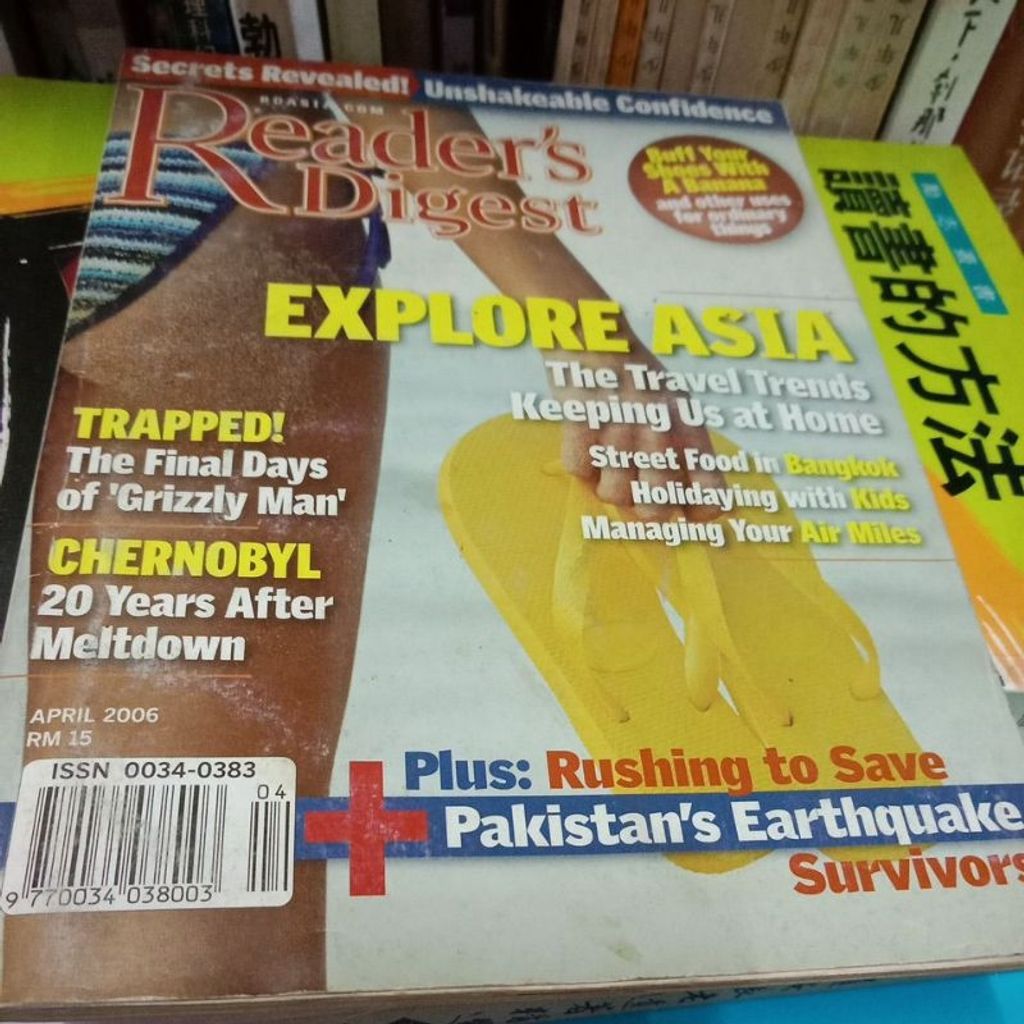 Secrets Revealed! Unshakeable Confidence
RDASIA.COM
Reader's
Digest
Buff Your
Shoes With
A Banana
and other uses
for ordinary
things
EXPLORE ASIA
The Travel Trends
Keeping Us at Home
Street Food in Bangkok
Holidaying with Kids
Managing Your Air Miles
TRAPPED!
The Final Days
of 'Grizzly Man'
CHERNOBYL
20 Years After
Meltdown
APRIL 2006
RM 15
ISSN 0034-0383
04
9 770034 038003
Plus: Rushing to Save
Pakistan's Earthquake
Survivors
讀書的方法